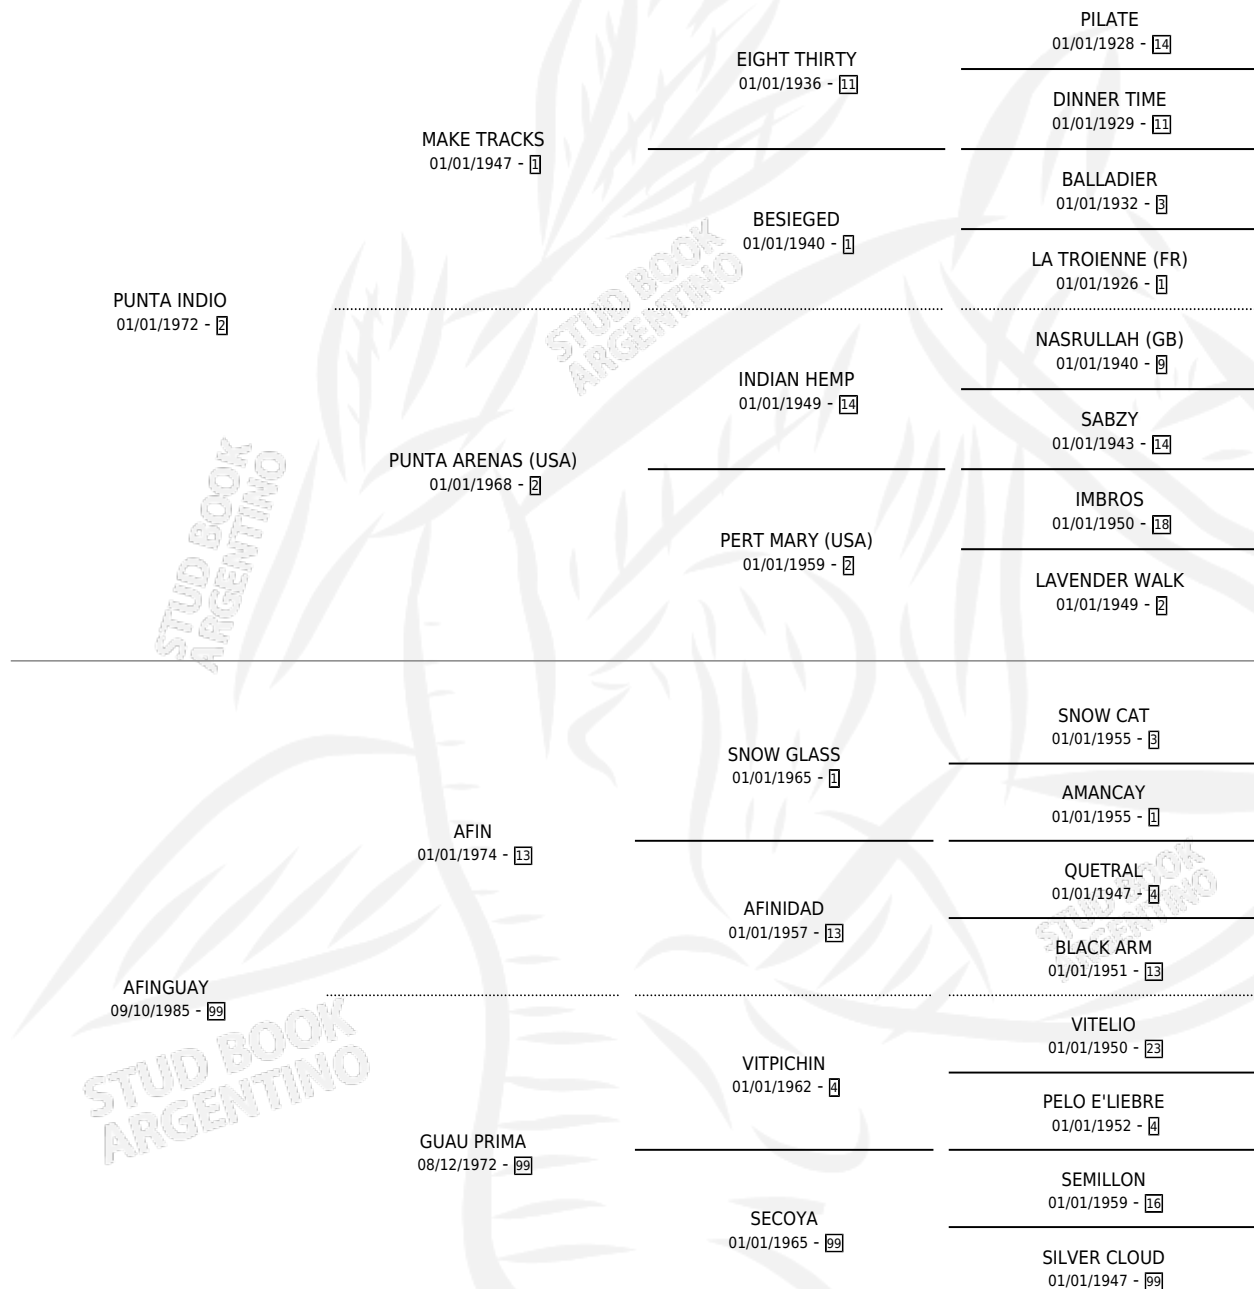 PUNTA INDIO
01/01/1972 - 2
MAKE TRACKS
01/01/1947 - 1
EIGHT THIRTY
01/01/1936 - 11
PILATE
01/01/1928 - 14
DINNER TIME
01/01/1929 - 11
BESIEGED
01/01/1940 - 1
BALLADIER
01/01/1932 - 3
LA TROIENNE (FR)
01/01/1926 - 1
PUNTA ARENAS (USA)
01/01/1968 - 2
INDIAN HEMP
01/01/1949 - 14
NASRULLAH (GB)
01/01/1940 - 9
SABZY
01/01/1943 - 14
PERT MARY (USA)
01/01/1959 - 2
IMBROS
01/01/1950 - 18
LAVENDER WALK
01/01/1949 - 2
AFINGUAY
09/10/1985 - 99
AFIN
01/01/1974 - 13
SNOW GLASS
01/01/1965 - 1
SNOW CAT
01/01/1955 - 3
AMANCAY
01/01/1955 - 1
AFINIDAD
01/01/1957 - 13
QUETRAL
01/01/1947 - 4
BLACK ARM
01/01/1951 - 13
GUAU PRIMA
08/12/1972 - 99
VITPICHIN
01/01/1962 - 4
VITELIO
01/01/1950 - 23
PELO E'LIEBRE
01/01/1952 - 4
SECOYA
01/01/1965 - 99
SEMILLON
01/01/1959 - 16
SILVER CLOUD
01/01/1947 - 99
STUD BOOK
ARGENTINO
STUD BOOK
ARGENTINO
STUD BOOK
ARGENTINO
STUD BOOK
ARGENTINO